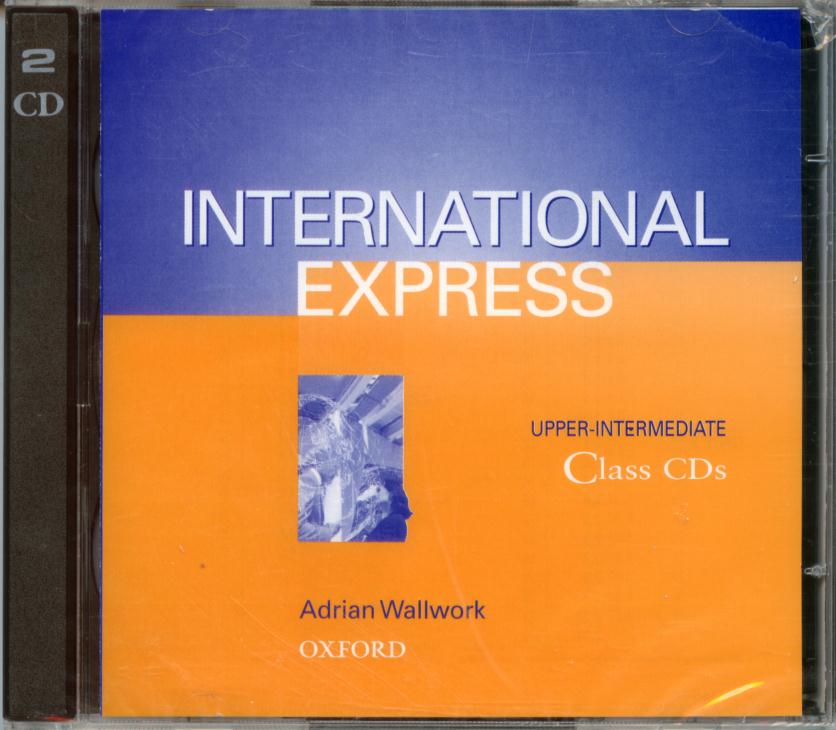 2
CD
INTERNATIONAL
EXPRESS
UPPER-INTERMEDIATE
Class CDs
Adrian Wallwork
OXFORD